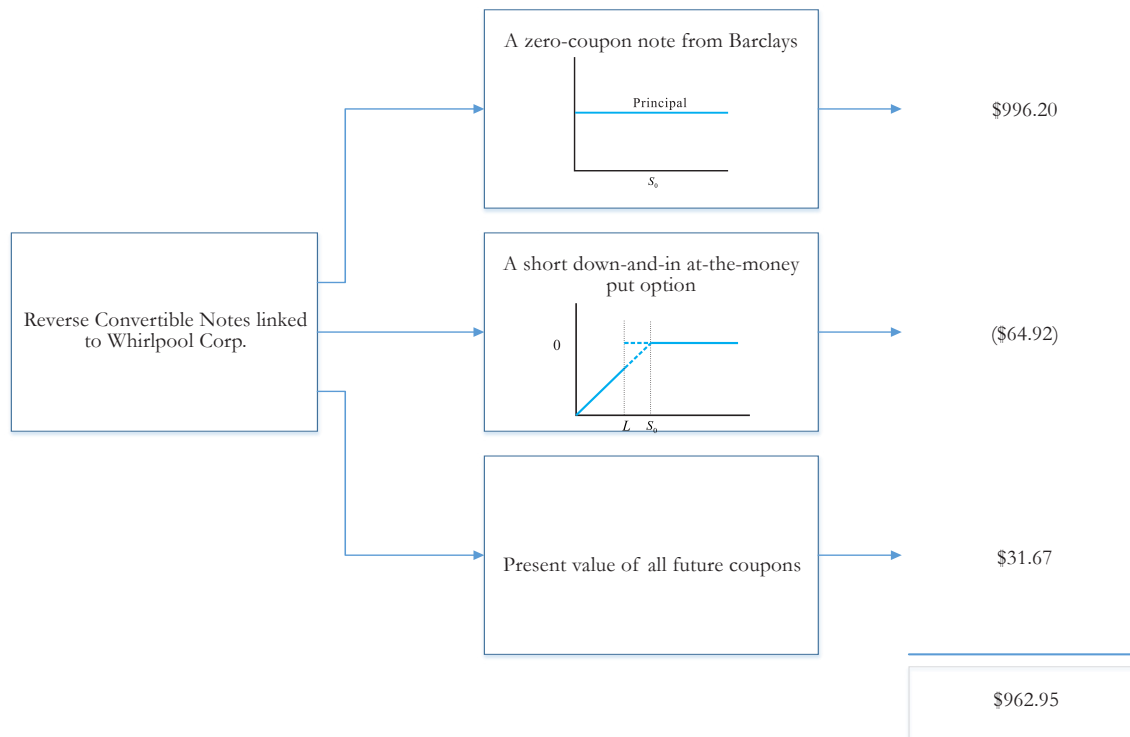 A zero-coupon note from Barclays
Principal
S₀
$996.20
Reverse Convertible Notes linked
to Whirlpool Corp.
A short down-and-in at-the-money
put option
0
L S₀
($64.92)
Present value of all future coupons
$31.67
$962.95